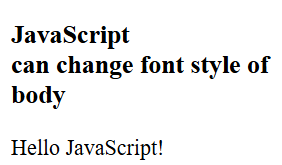 JavaScript
can change font style of
body
Hello JavaScript!